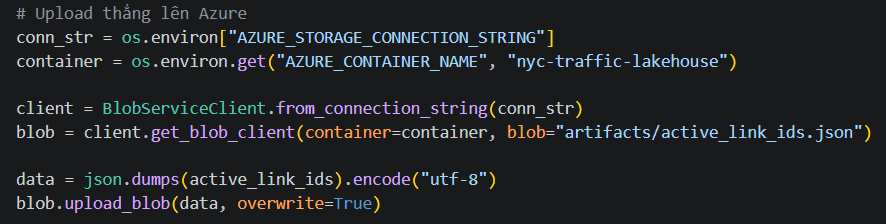 # Upload thẳng lên Azure
conn_str = os.environ["AZURE_STORAGE_CONNECTION_STRING"]
container = os.environ.get("AZURE_CONTAINER_NAME", "nyc-traffic-lakehouse")

client = BlobServiceClient.from_connection_string(conn_str)
blob = client.get_blob_client(container=container, blob="artifacts/active_link_ids.json")

data = json.dumps(active_link_ids).encode("utf-8")
blob.upload_blob(data, overwrite=True)